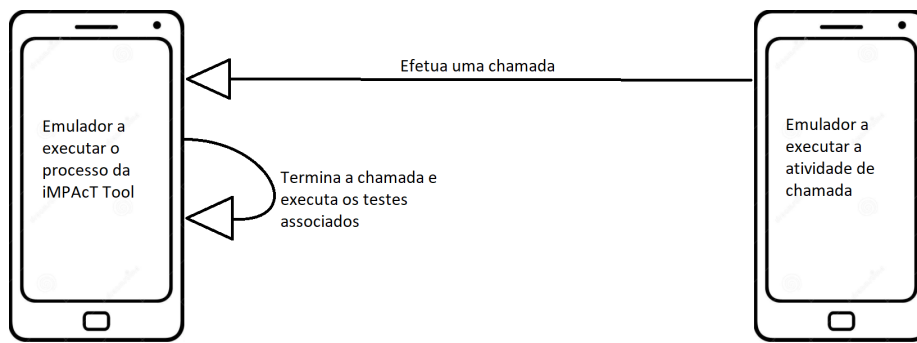 Efetua uma chamada
Emulador a
executar o
processo da
iMPAcT Tool
Emulador a
executar a
atividade de
chamada
Termina a chamada e
executa os testes
associados